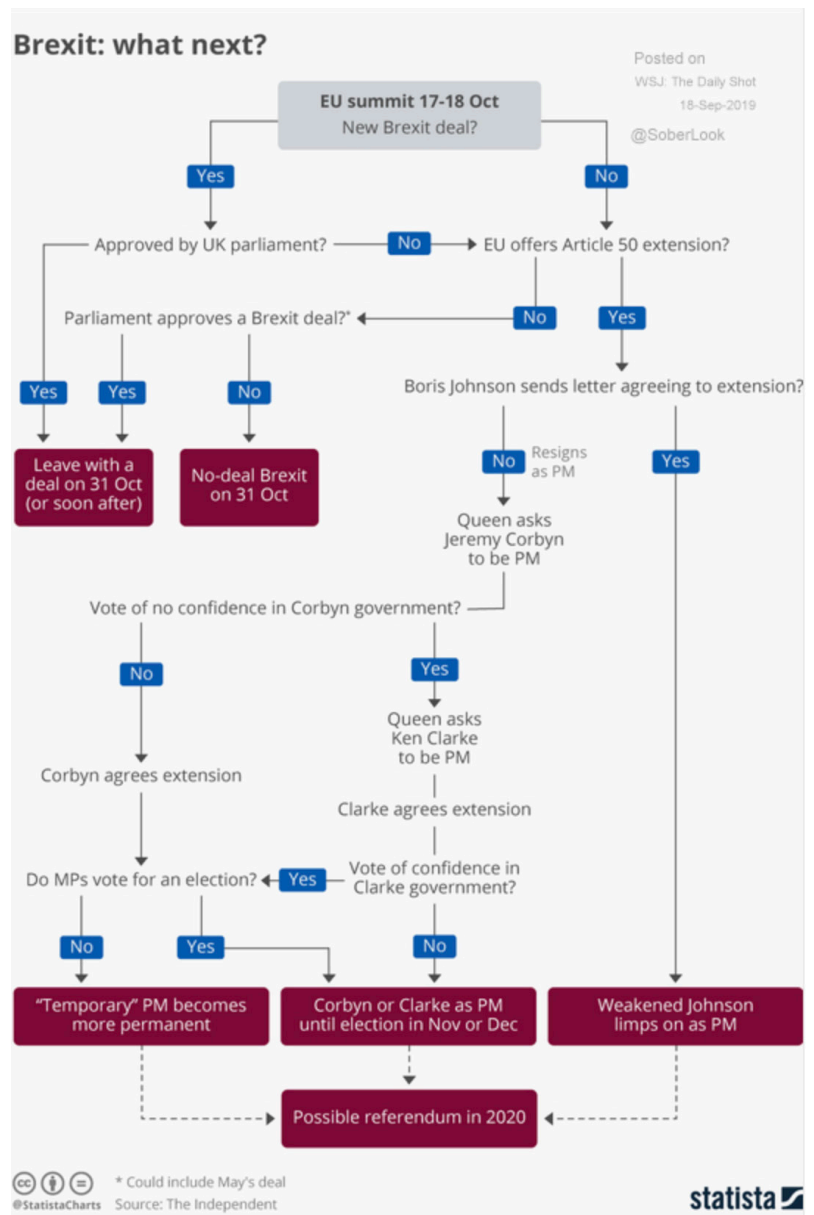 Brexit: what next?
Posted on
WSJ: The Daily Shot
18-Sep-2019
@SoberLook
EU summit 17-18 Oct
New Brexit deal?
Yes
No
Approved by UK parliament?
No
EU offers Article 50 extension?
Parliament approves a Brexit deal?*
No
Yes
Boris Johnson sends letter agreeing to extension?
Yes
Yes
No
Leave with a
deal on 31 Oct
(or soon after)
No-deal Brexit
on 31 Oct
No
Resigns
as PM
Yes
Queen asks
Jeremy Corbyn
to be PM
Vote of no confidence in Corbyn government?
No
Yes
Queen asks
Ken Clarke
to be PM
Corbyn agrees extension
Clarke agrees extension
Do MPs vote for an election?
Yes
Vote of confidence in
Clarke government?
No
Yes
No
“Temporary” PM becomes
more permanent
Corbyn or Clarke as PM
until election in Nov or Dec
Weakened Johnson
limps on as PM
Possible referendum in 2020
cc
@StatistaCharts
* Could include May's deal
Source: The Independent
statista